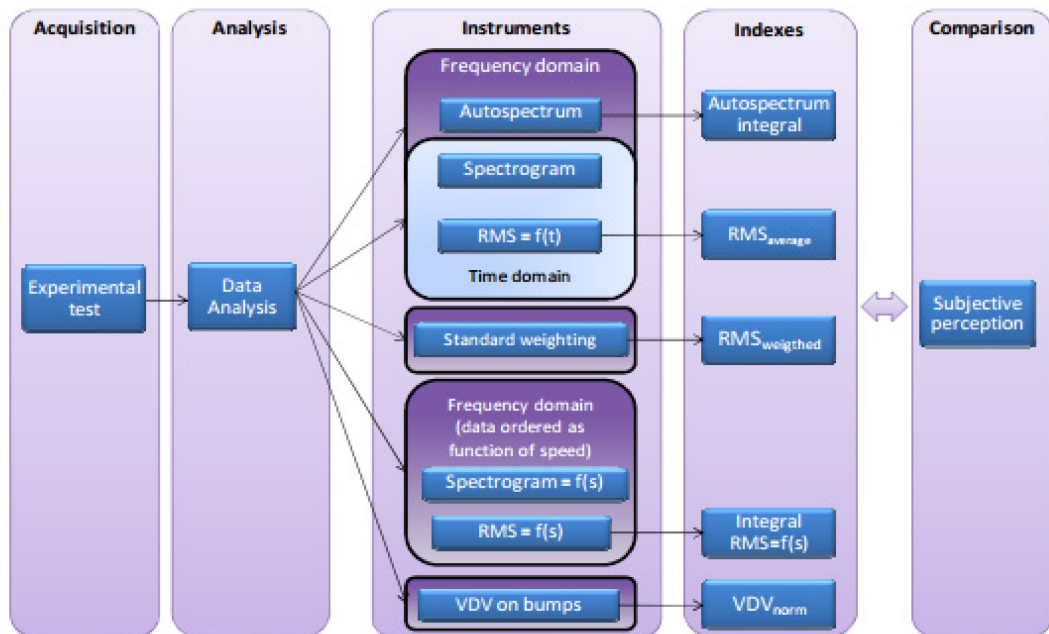 Acquisition
Analysis
Instruments
Indexes
Comparison
Experimental
test
Data
Analysis
Frequency domain
Autospectrum
Spectrogram
RMS = f(t)
Time domain
Standard weighting
Frequency domain
(data ordered as
function of speed)
Spectrogram = f(s)
RMS = f(s)
VDV on bumps
Autospectrum
integral
RMSaverage
RMSweigthed
Integral
RMS=f(s)
VDVnorm
Subjective
perception